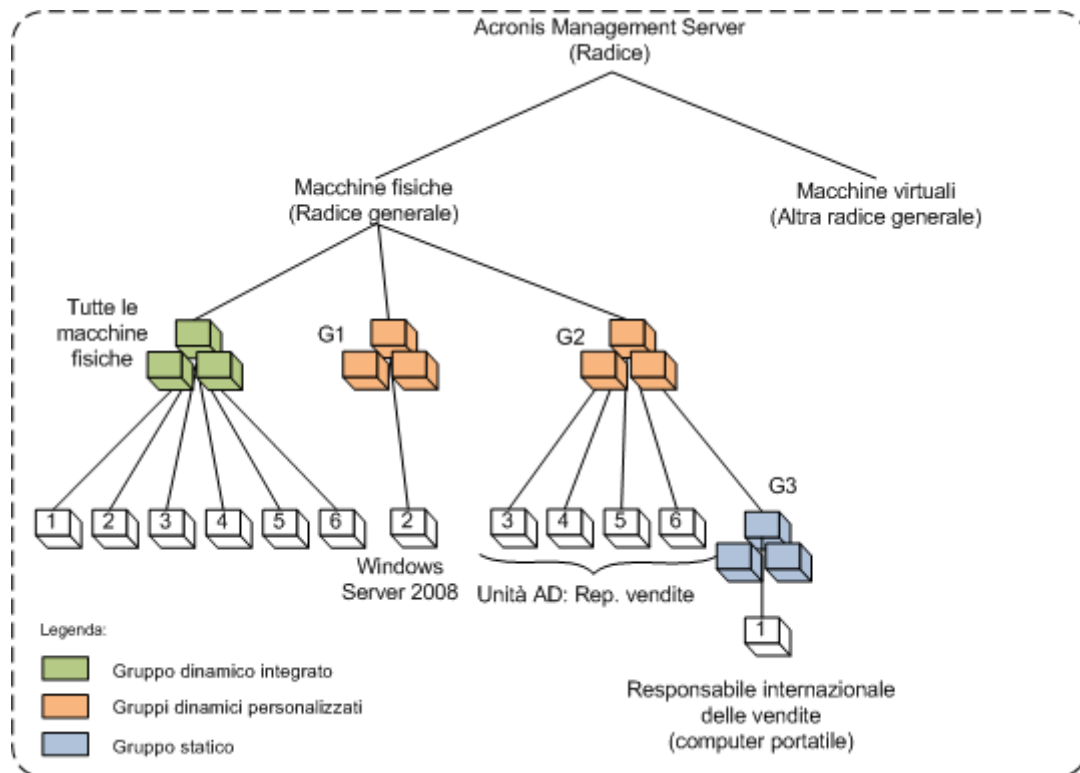 Acronis Management Server
(Radice)
Macchine fisiche
(Radice generale)
Macchine virtuali
(Altra radice generale)
Tutte le
macchine
fisiche
G1
G2
1
2
3
4
5
6
2
3
4
5
6
G3
Windows
Server 2008
Unità AD: Rep. vendite
1
Responsabile internazionale
delle vendite
(computer portatile)
Legenda:
Gruppo dinamico integrato
Gruppi dinamici personalizzati
Gruppo statico